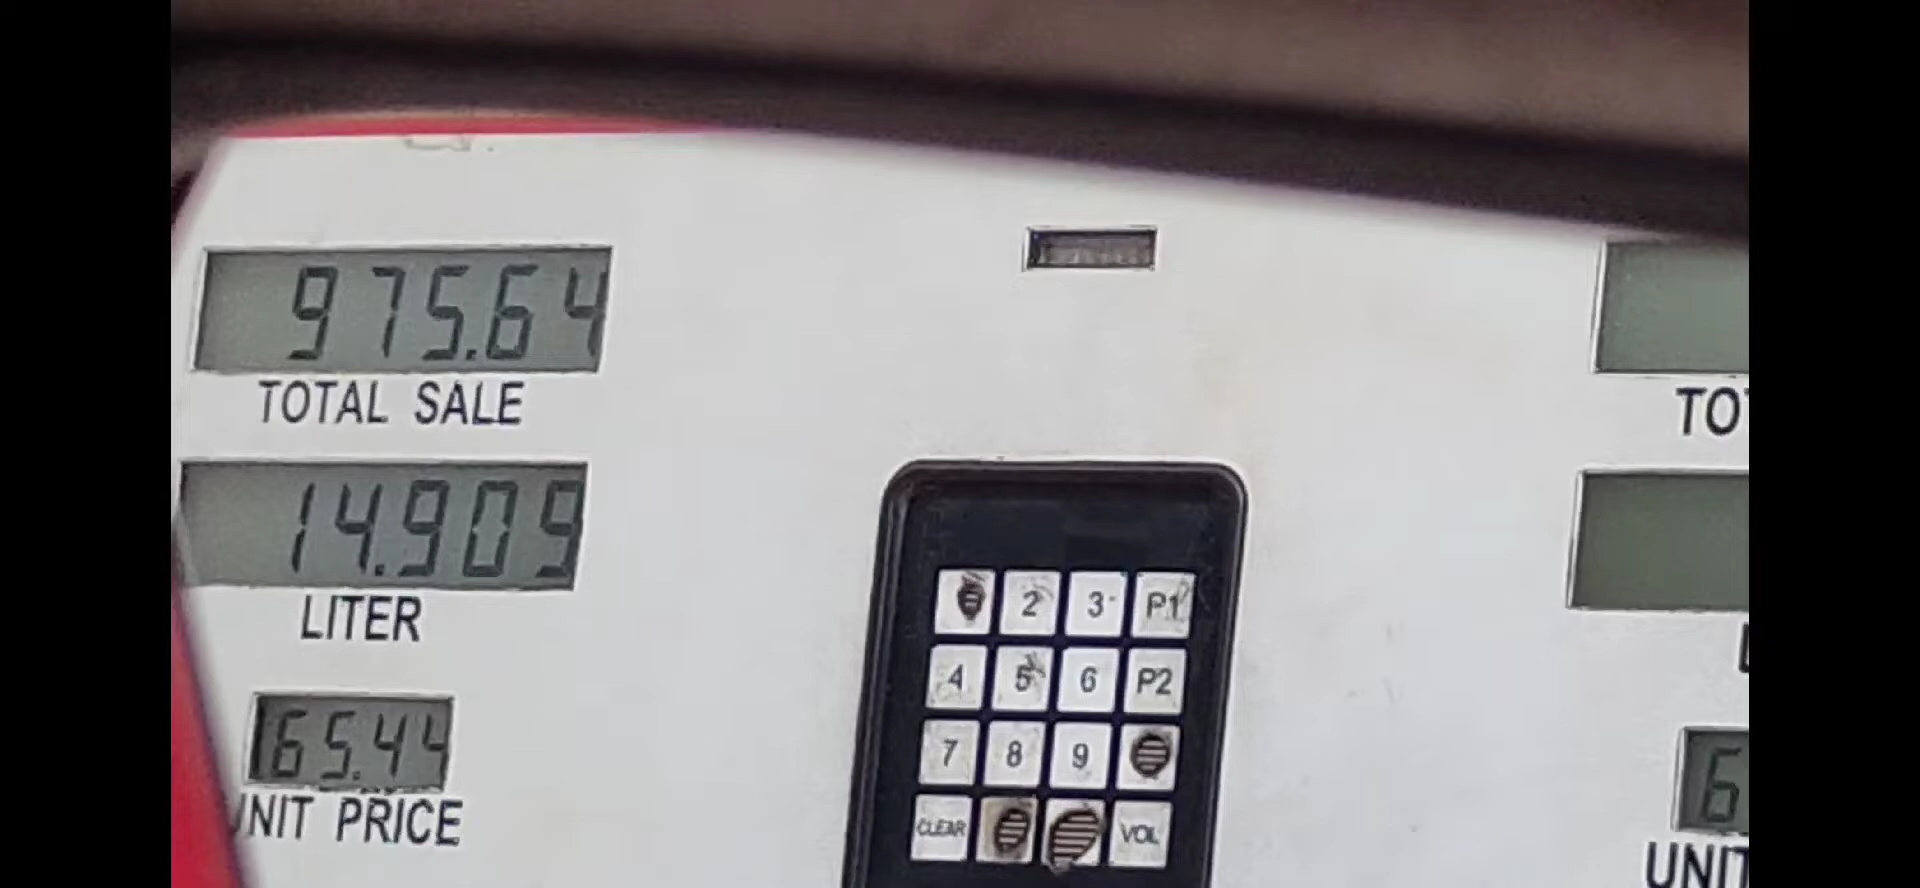 975.64
TOTAL SALE
14.909
LITER
65.44
UNIT PRICE
2 3 P1
4 5 6 P2
7 8 9
CLEAR VOL
TO
6
UNIT